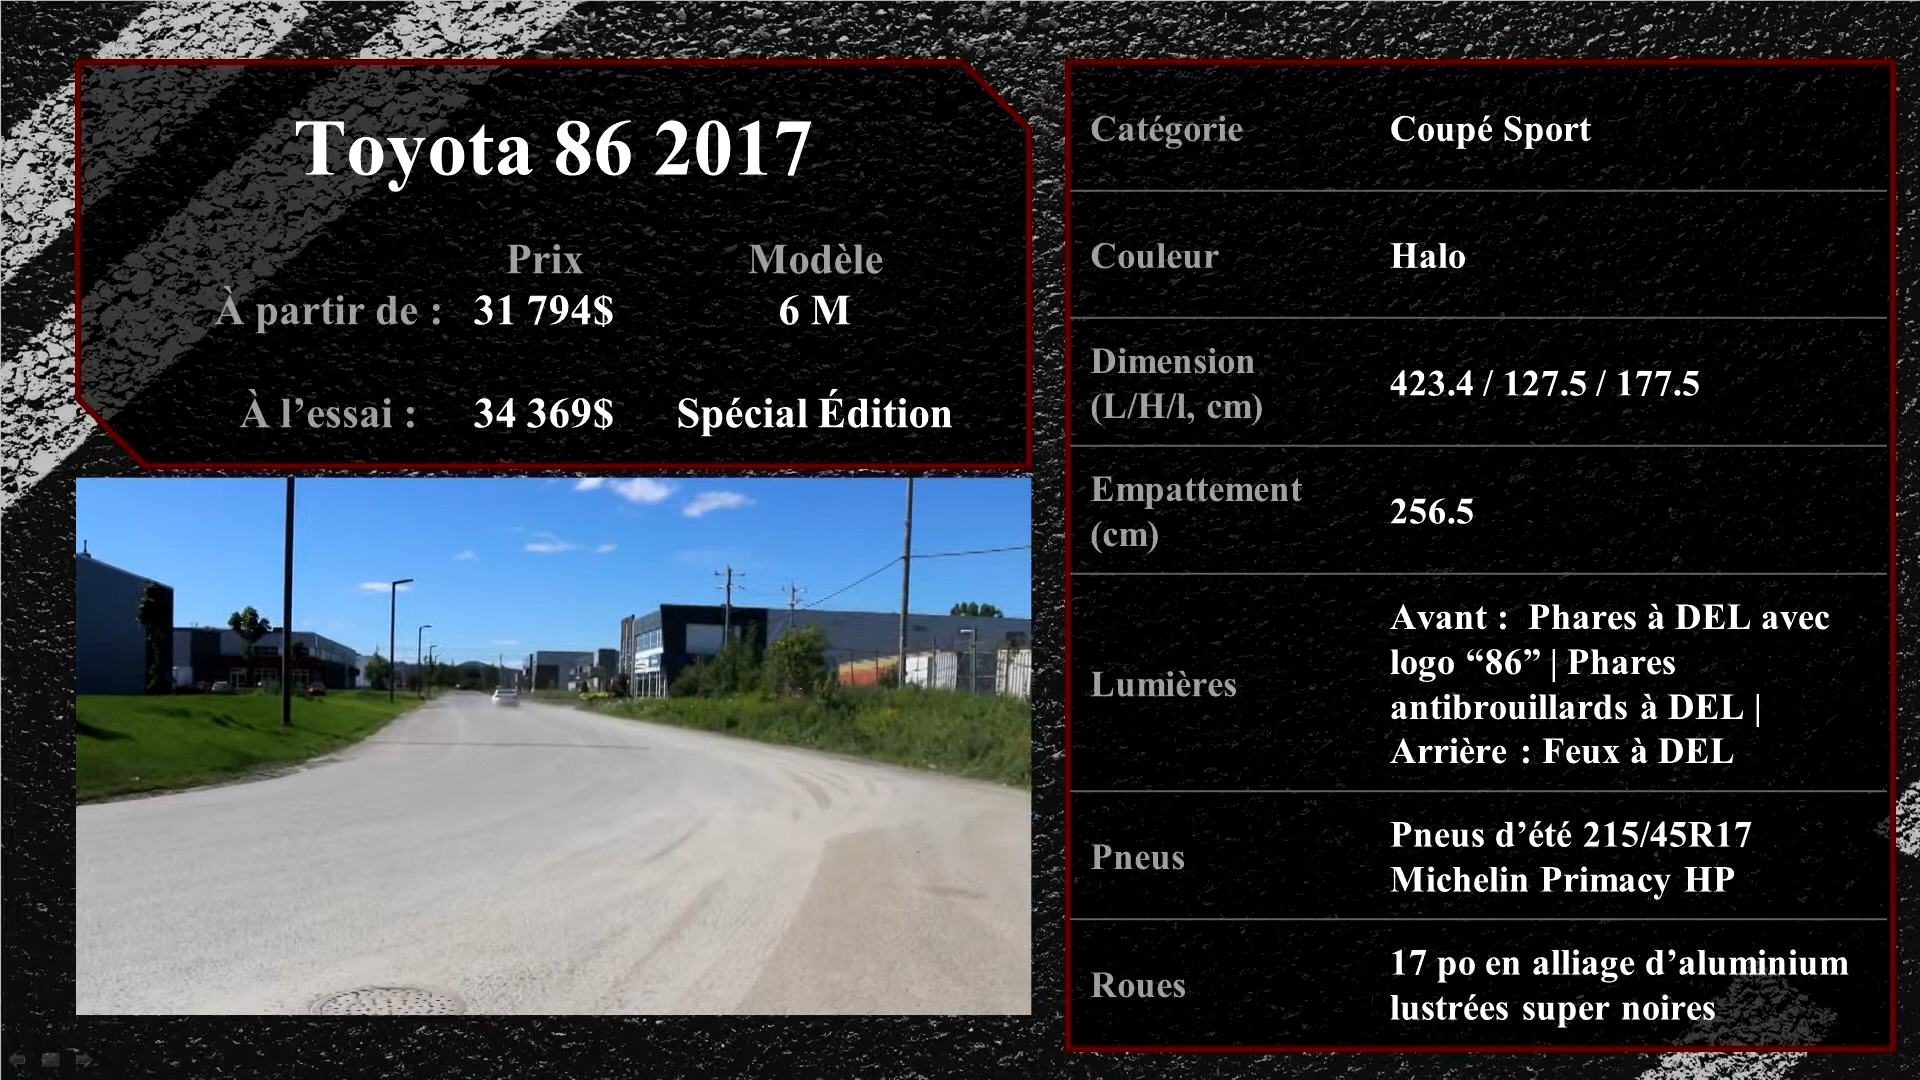 Toyota 86 2017
Prix Modèle
À partir de : 31 794$ 6 M
À l’essai : 34 369$ Spécial Édition
Catégorie Coupé Sport
Couleur Halo
Dimension
(L/H/l, cm)
423.4 / 127.5 / 177.5
Empattement
(cm)
256.5
Lumières
Avant : Phares à DEL avec
logo “86” | Phares
antibrouillards à DEL |
Arrière : Feux à DEL
Pneus
Pneus d’été 215/45R17
Michelin Primacy HP
Roues
17 po en alliage d’aluminium
lustrées super noires